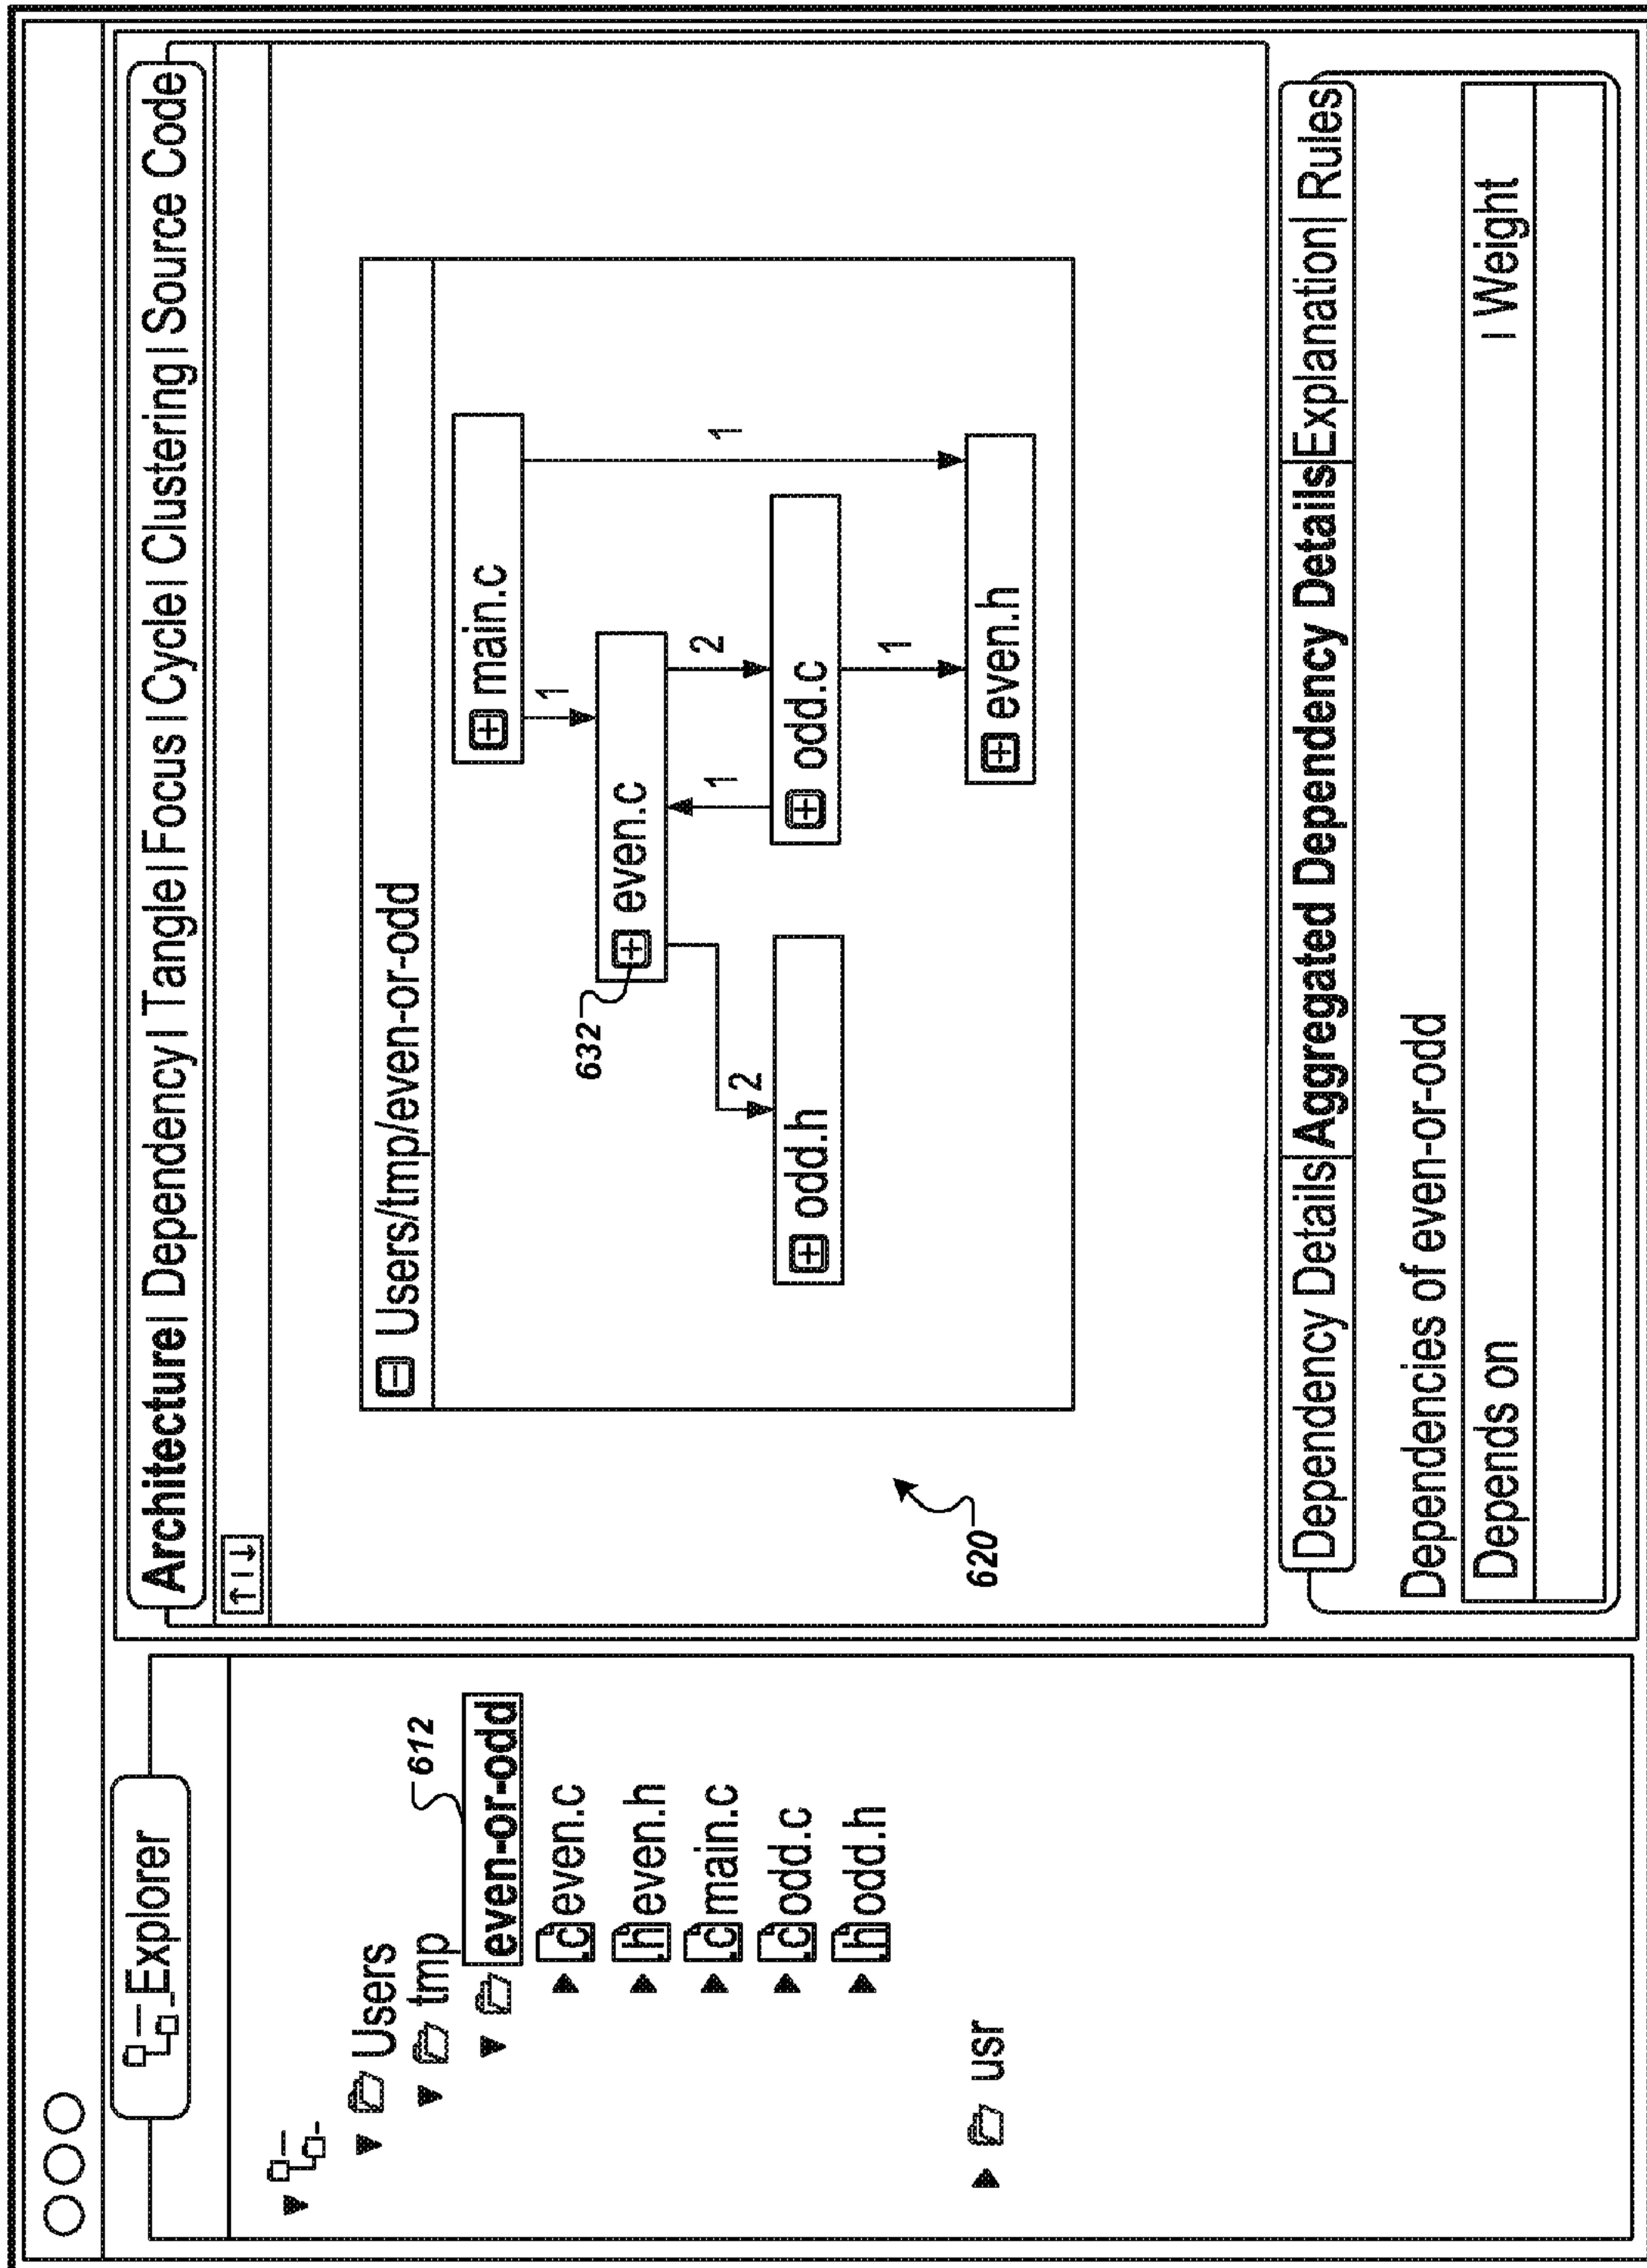 Explorer
Users
tmp
even-or-odd
612
.c even.c
.h even.h
.c main.c
.c odd.c
.h odd.h
usr
Architecture | Dependency | Tangle | Focus | Cycle | Clustering | Source Code
↑|↓
Users/tmp/even-or-odd
main.c
1
1
632
even.c
1
2
2
odd.h
odd.c
1
even.h
620
Dependency Details Aggregated Dependency Details Explanation | Rules
Dependencies of even-or-odd
Depends on | Weight